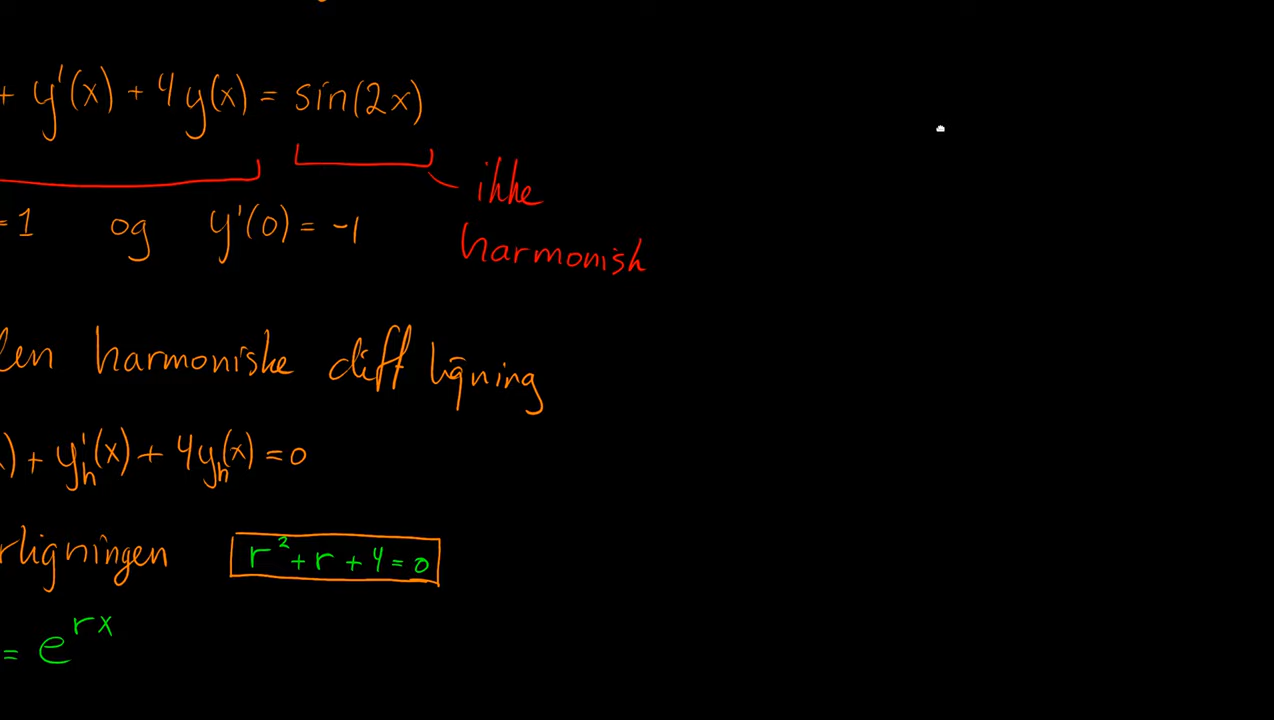 + y'(x) + 4y(x) = sin(2x)
ikke
= 1 og y'(0) = -1
harmonisk
len harmoniske diff ligning
) + y'h(x) + 4yh(x) = 0
rligningen r² + r + 4 = 0
= e^rx